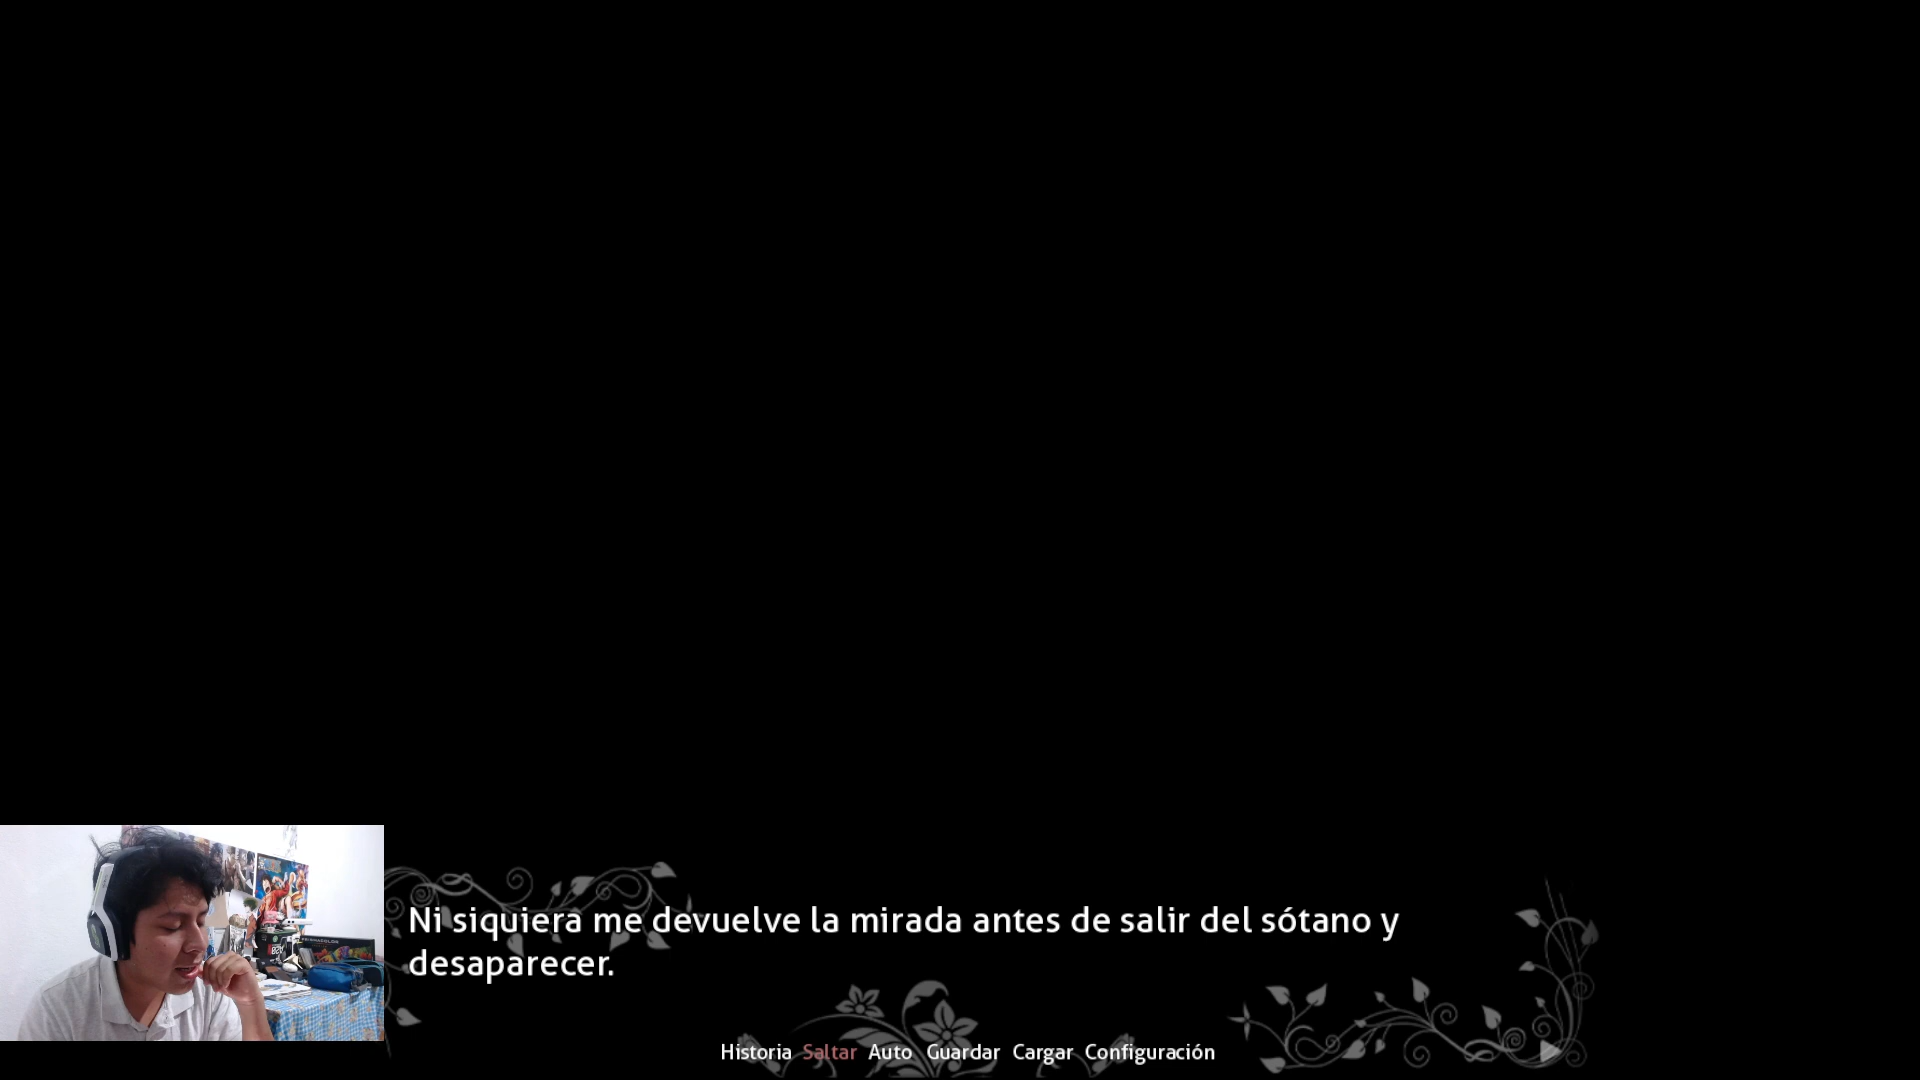 Ni siquiera me devuelve la mirada antes de salir del sótano y
desaparecer.
Historia Saltar Auto Guardar Cargar Configuración